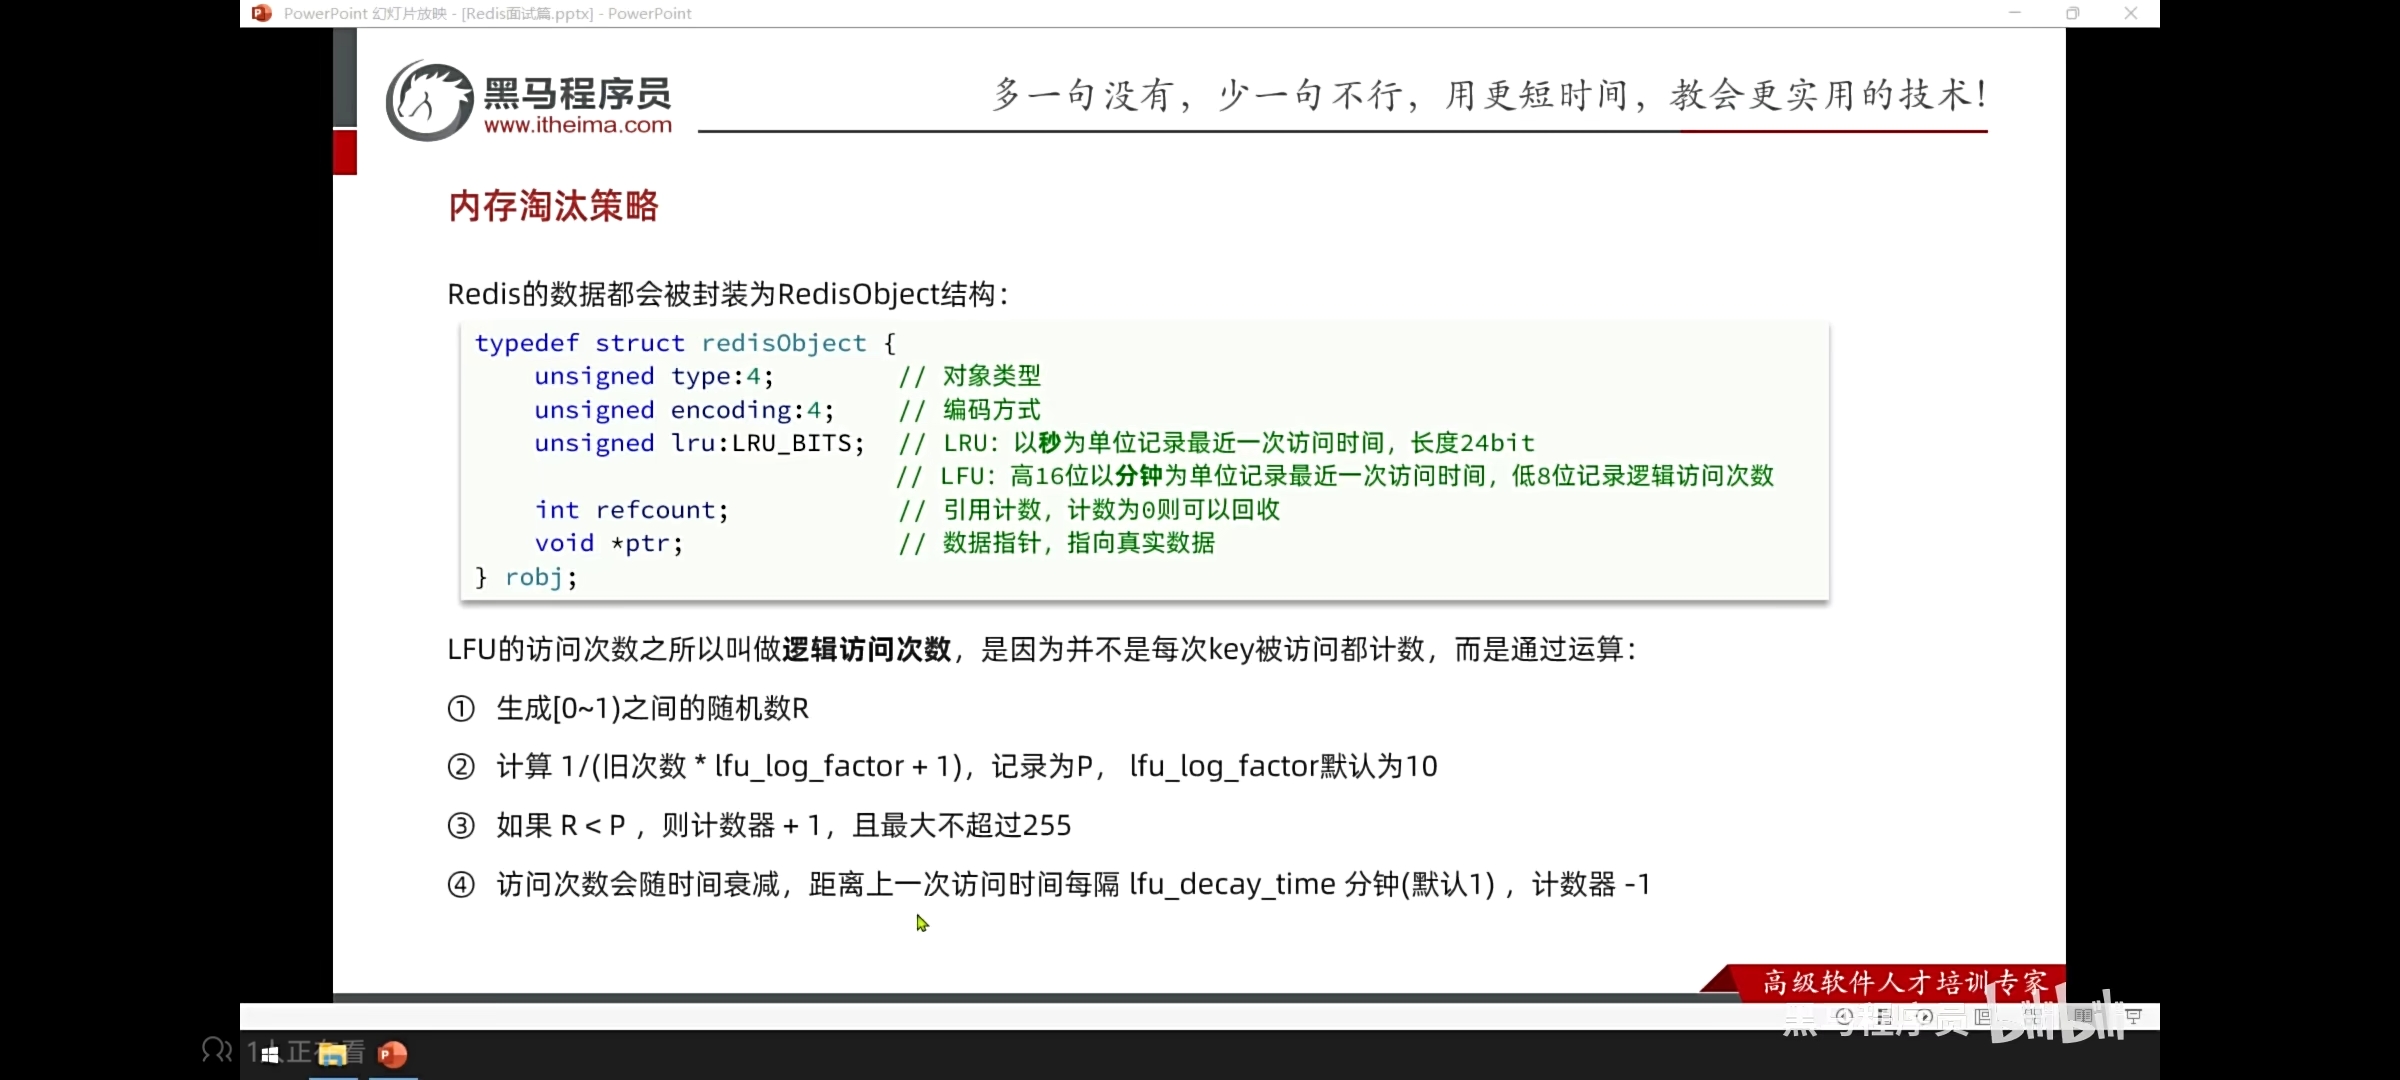 PowerPoint 幻灯片放映 - [Redis面试篇.pptx] - PowerPoint
黑马程序员
www.itheima.com
多一句没有，少一句不行，用更短时间，教会更实用的技术！
内存淘汰策略
Redis的数据都会被封装为RedisObject结构：
typedef struct redisObject {
unsigned type:4; // 对象类型
unsigned encoding:4; // 编码方式
unsigned lru:LRU_BITS; // LRU：以秒为单位记录最近一次访问时间，长度24bit
// LFU：高16位以分钟为单位记录最近一次访问时间，低8位记录逻辑访问次数
int refcount; // 引用计数，计数为0则可以回收
void *ptr; // 数据指针，指向真实数据
} robj;
LFU的访问次数之所以叫做逻辑访问次数，是因为并不是每次key被访问都计数，而是通过运算：
① 生成[0~1)之间的随机数R
② 计算 1/(旧次数 * lfu_log_factor + 1)，记录为P， lfu_log_factor默认为10
③ 如果 R < P ，则计数器 + 1，且最大不超过255
④ 访问次数会随时间衰减，距离上一次访问时间每隔 lfu_decay_time 分钟(默认1) ，计数器 -1
高级软件人才培训专家
黑马程序员 bilibili
1人正在看